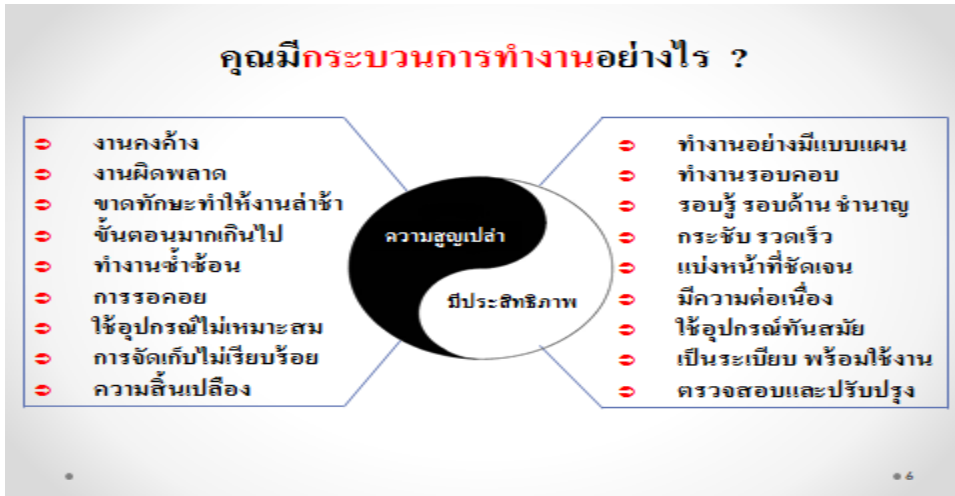 คุณมีกระบวนการทำงานอย่างไร ?
งานคงค้าง
งานผิดพลาด
ขาดทักษะทำให้งานล่าช้า
ขั้นตอนมากเกินไป
ทำงานซ้ำซ้อน
การรอคอย
ใช้อุปกรณ์ไม่เหมาะสม
การจัดเก็บไม่เรียบร้อย
ความสิ้นเปลือง
ความสูญเปล่า
มีประสิทธิภาพ
ทำงานอย่างมีแบบแผน
ทำงานรอบคอบ
รอบรู้ รอบด้าน ชำนาญ
กระชับ รวดเร็ว
แบ่งหน้าที่ชัดเจน
มีความต่อเนื่อง
ใช้อุปกรณ์ทันสมัย
เป็นระเบียบ พร้อมใช้งาน
ตรวจสอบและปรับปรุง
6